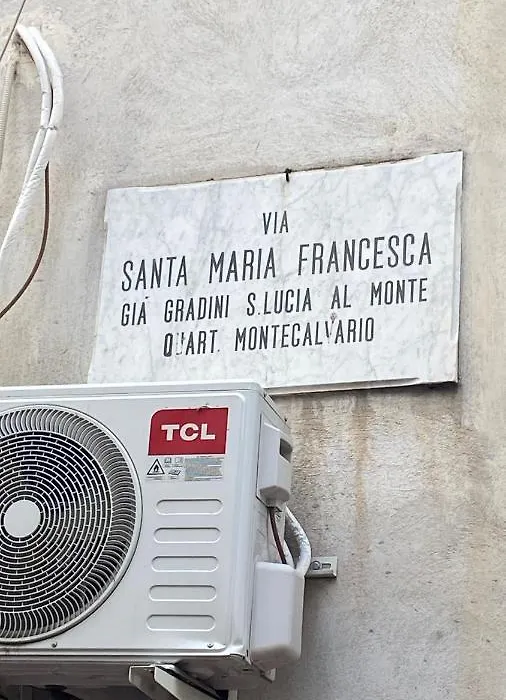 VIA
SANTA MARIA FRANCESCA
GIÀ GRADINI S.LUCIA AL MONTE
QUART. MONTECALVARIO
TCL